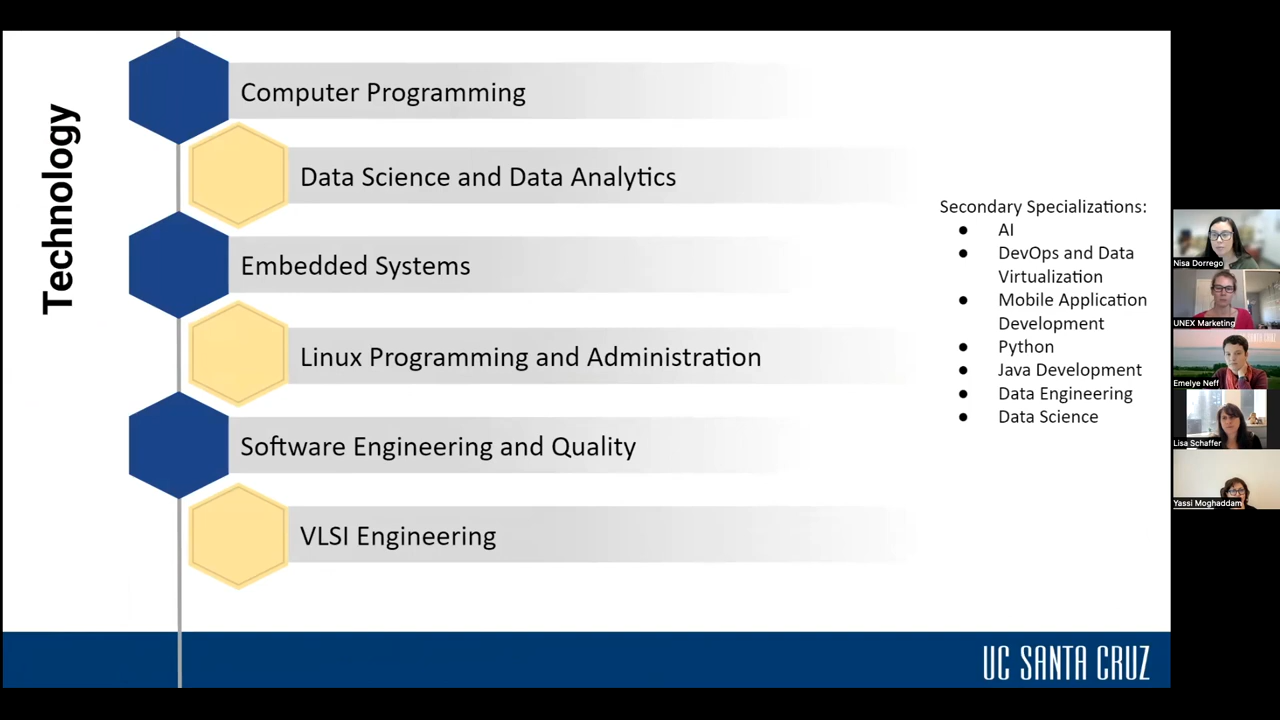 Technology
Computer Programming
Data Science and Data Analytics
Embedded Systems
Linux Programming and Administration
Software Engineering and Quality
VLSI Engineering
Secondary Specializations:
● AI
● DevOps and Data
Virtualization
● Mobile Application
Development
● Python
● Java Development
● Data Engineering
● Data Science
UC SANTA CRUZ
Nisa Dorrego
UNEX Marketing
Emelye Neff
Lisa Schaffer
Yassi Moghaddam